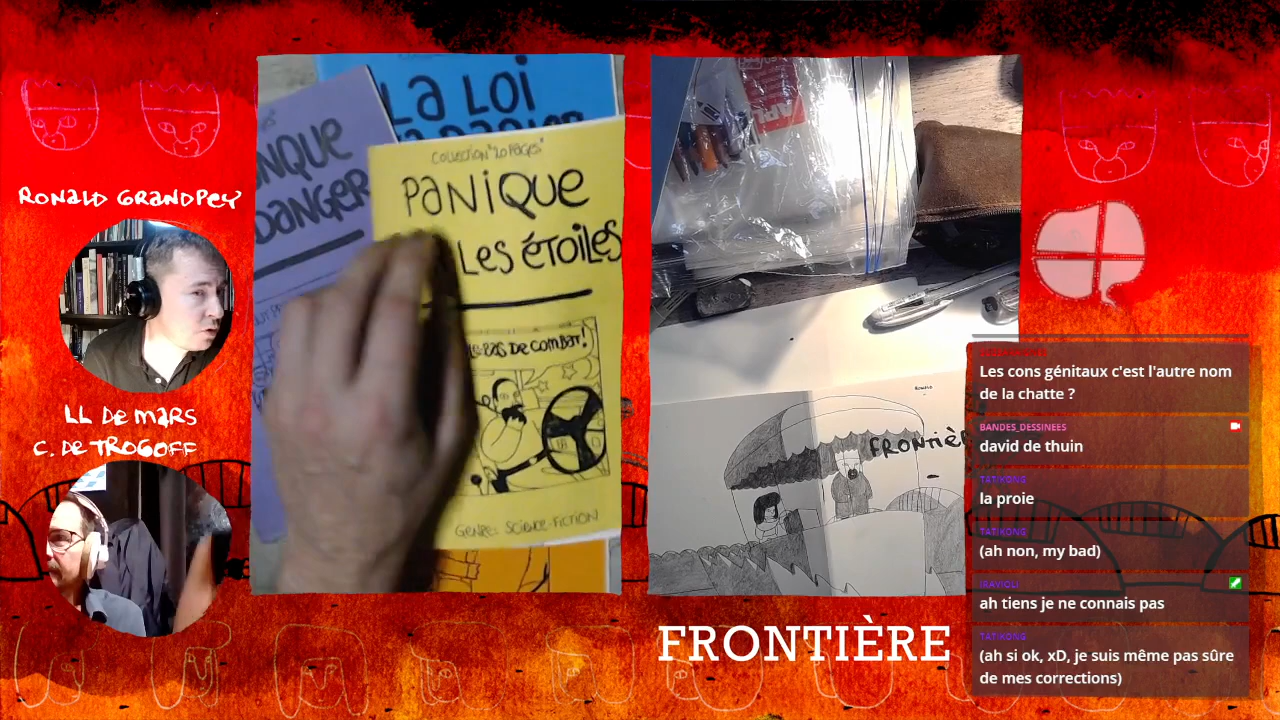 RONALD GRANDPEY
LL DE MARS
C. DE TROGOFF
LA LOI
DANGER
COLLECTION "20 PAGES"
PANIQUE
LES ÉTOILES
DE COMBAT!
GENRE: SCIENCE-FICTION
APLI
RONALD
FRONTIÈRE
Les cons génitaux c'est l'autre nom
de la chatte ?
BANDES_DESSINEES
david de thuin
TATIKONG
la proie
TATIKONG
(ah non, my bad)
IRAVIOLI
ah tiens je ne connais pas
TATIKONG
(ah si ok, xD, je suis même pas sûre
de mes corrections)